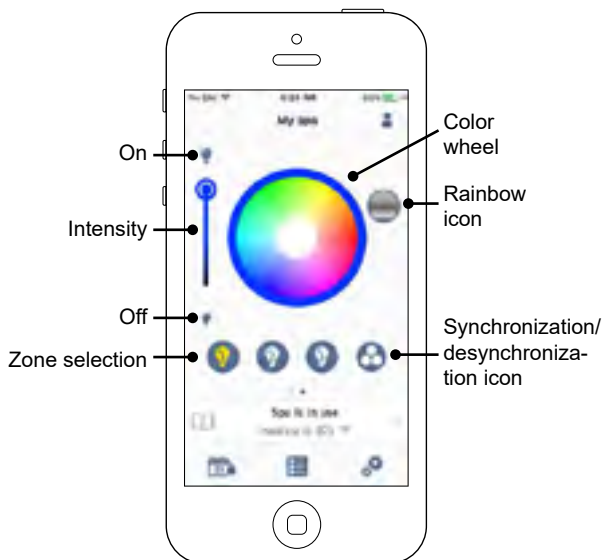 My spa
Color
wheel
On
Rainbow
icon
Intensity
Off
Synchronization/
desynchroniza-
tion icon
Zone selection
Spa is in use